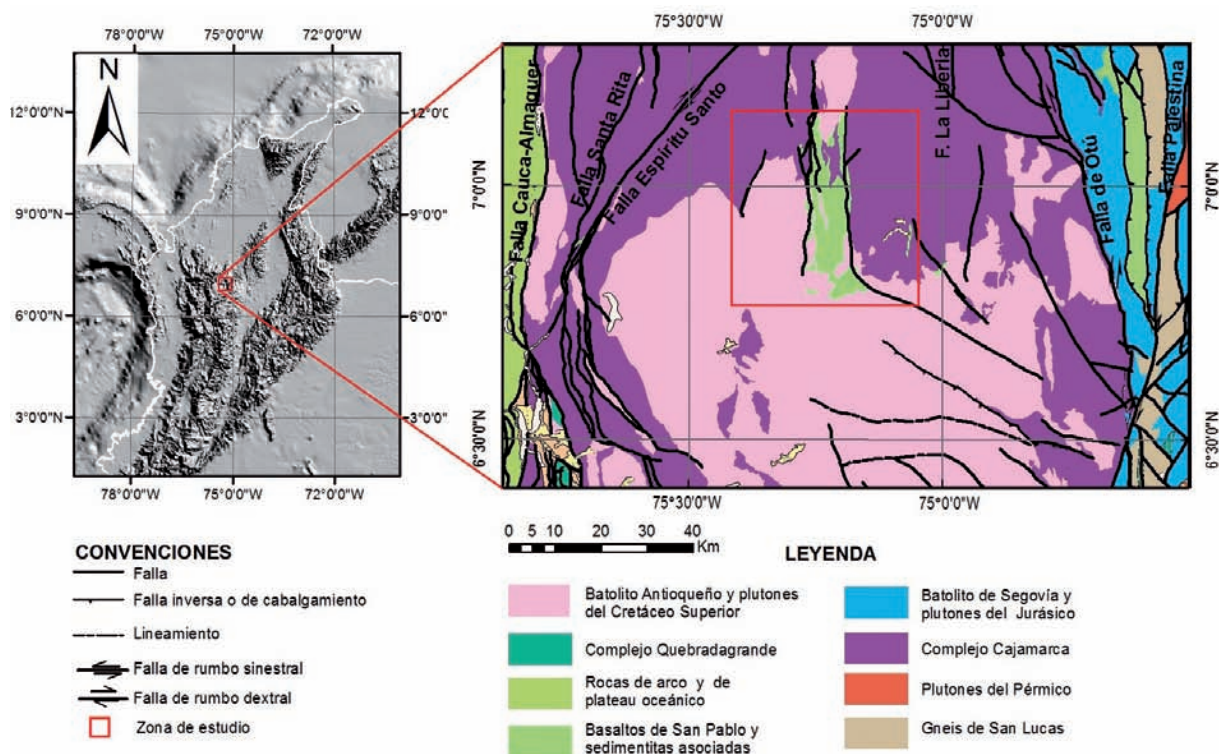 78°0'0"W 75°0'0"W 72°0'0"W
N
12°0'0"N
9°0'0"N
6°0'0"N
3°0'0"N
12°0'0"
9°0'0"N
6°0'0"N
3°0'0"N
78°0'0"W 75°0'0"W 72°0'0"W
75°30'0"W 75°0'0"W
7°0'0"N
6°30'0"N
Falla Cauca-Almaguer
Falla Santa Rita
Falla Espíritu Santo
F. La Liberia
Falla de Otú
Falla Palestina
7°0'0"N
6°30'0"N
75°30'0"W 75°0'0"W
CONVENCIONES
Falla
Falla inversa o de cabalgamiento
Lineamiento
Falla de rumbo sinestral
Falla de rumbo dextral
Zona de estudio
0 5 10 20 30 40
Km
LEYENDA
Batolito Antioqueño y plutones
del Cretáceo Superior
Complejo Quebradagrande
Rocas de arco y de
plateau oceánico
Basaltos de San Pablo y
sedimentitas asociadas
Batolito de Segovía y
plutones del Jurásico
Complejo Cajamarca
Plutones del Pérmico
Gneis de San Lucas